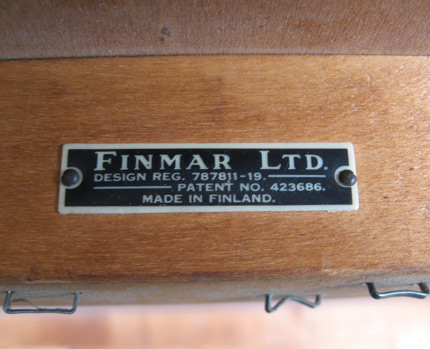 FINMAR LTD.
DESIGN REG. 787811-19.
PATENT NO. 423686.
MADE IN FINLAND.